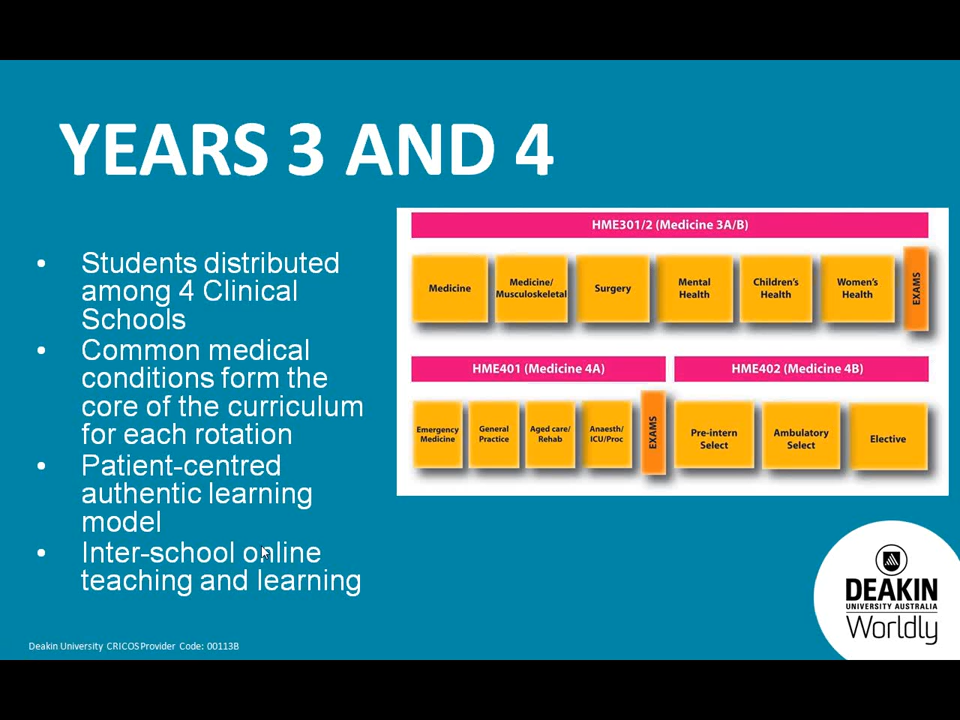 YEARS 3 AND 4
• Students distributed
among 4 Clinical
Schools
• Common medical
conditions form the
core of the curriculum
for each rotation
• Patient-centred
authentic learning
model
• Inter-school online
teaching and learning
HME301/2 (Medicine 3A/B)
Medicine
Medicine/
Musculoskeletal
Surgery
Mental
Health
Children's
Health
Women's
Health
EXAMS
HME401 (Medicine 4A)
HME402 (Medicine 4B)
Emergency
Medicine
General
Practice
Aged care/
Rehab
Anaesth/
ICU/Proc
EXAMS
Pre-intern
Select
Ambulatory
Select
Elective
DEAKIN
UNIVERSITY AUSTRALIA
Worldly
Deakin University CRICOS Provider Code: 00113B